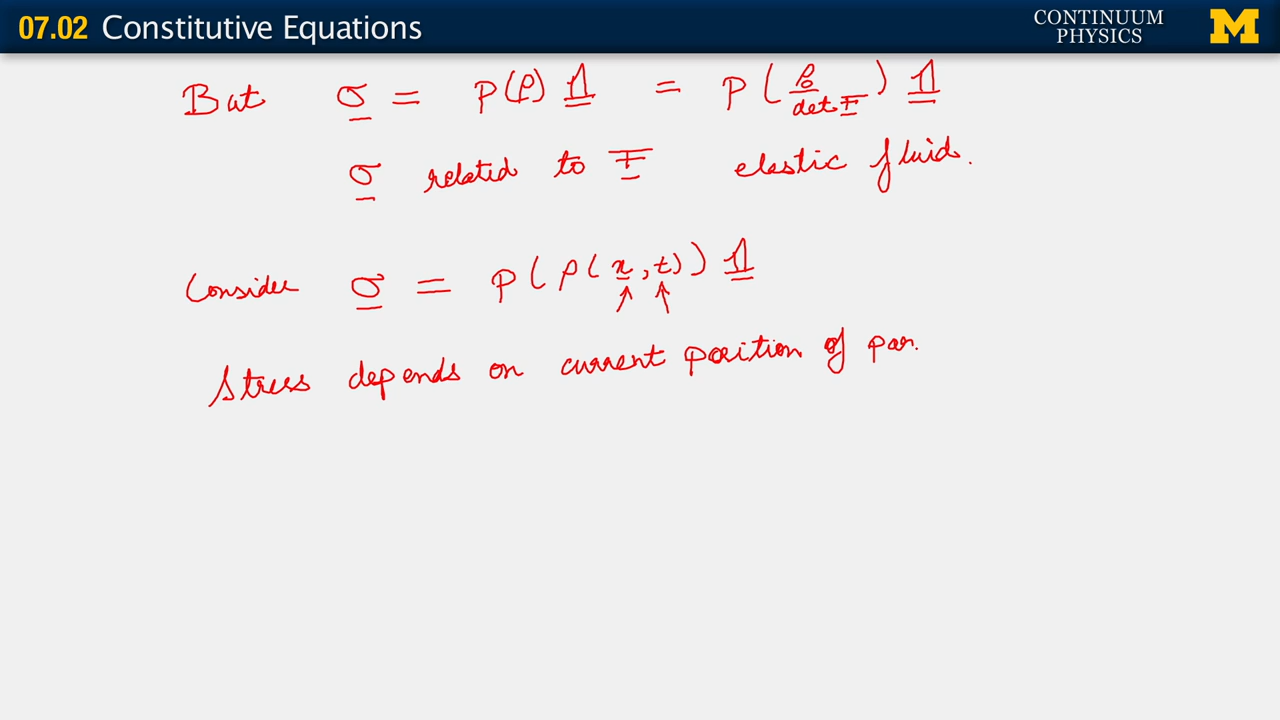 07.02 Constitutive Equations
CONTINUUM
PHYSICS
M
But σ = p(ρ) 𝟙 = p(ρ₀/det F) 𝟙
σ related to F elastic fluid.
Consider σ = p(ρ(x, t)) 𝟙
Stress depends on current position of par